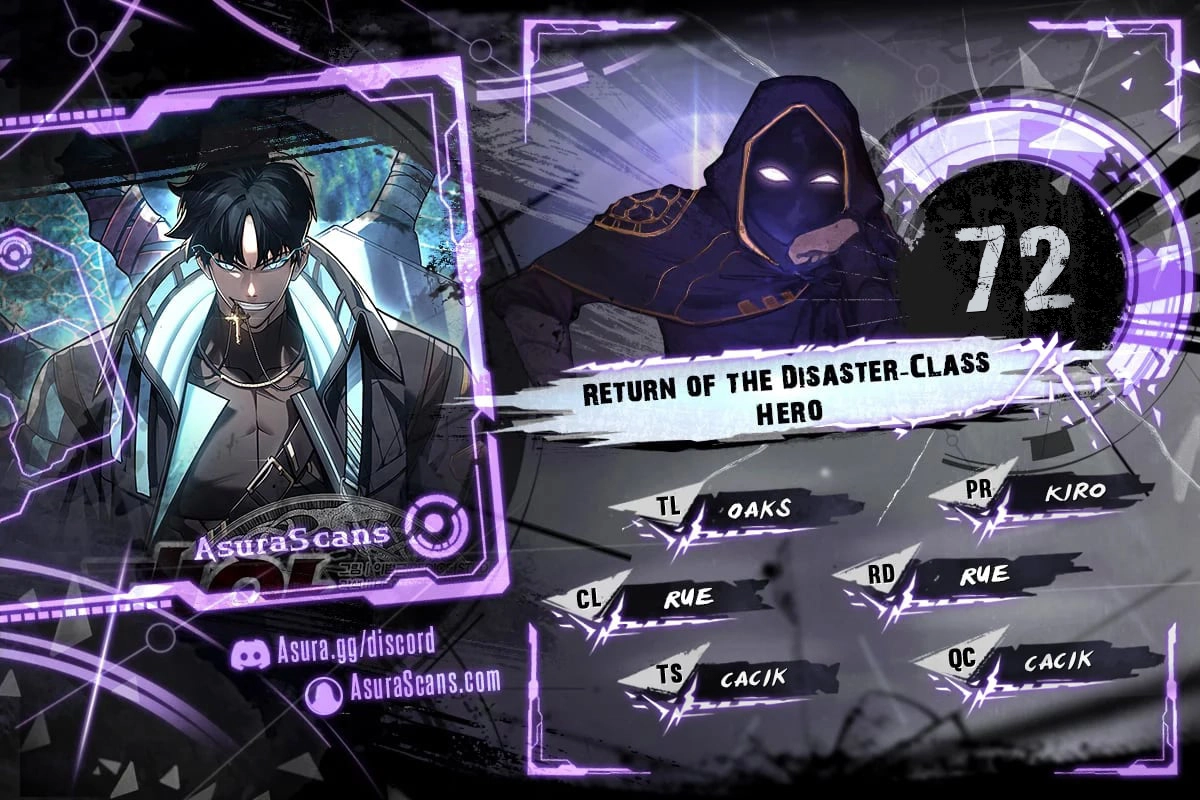 72
RETURN OF THE DISASTER-CLASS
HERO
TL OAKS
PR KIRO
CL RUE
RD RUE
TS CACIK
QC CACIK
AsuraScans
Asura.gg/discord
AsuraScans.com